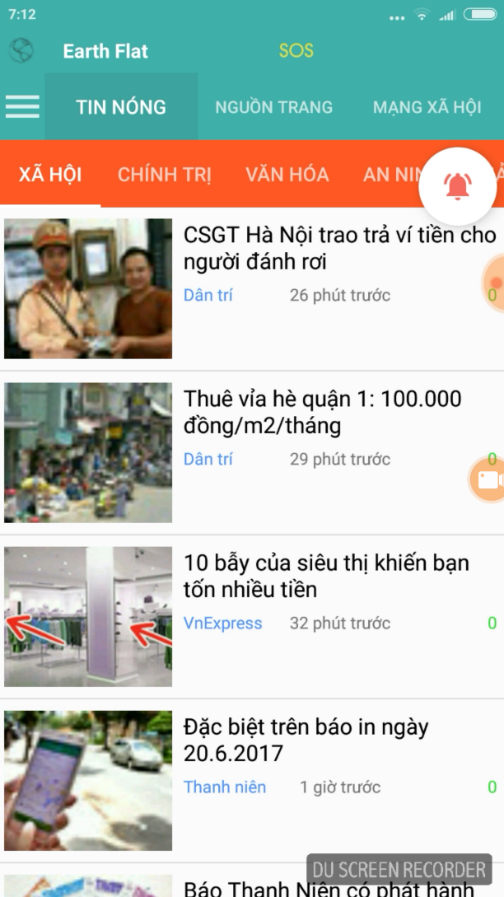 7:12
Earth Flat
SOS
TIN NÓNG
NGUỒN TRANG
MẠNG XÃ HỘI
XÃ HỘI
CHÍNH TRỊ
VĂN HÓA
AN NIN
CSGT Hà Nội trao trả ví tiền cho
người đánh rơi
Dân trí
26 phút trước
0
Thuê vỉa hè quận 1: 100.000
đồng/m2/tháng
Dân trí
29 phút trước
0
10 bẫy của siêu thị khiến bạn
tốn nhiều tiền
VnExpress
32 phút trước
0
Đặc biệt trên báo in ngày
20.6.2017
Thanh niên
1 giờ trước
0
DU SCREEN RECORDER
Báo Thanh Niên có phát hành